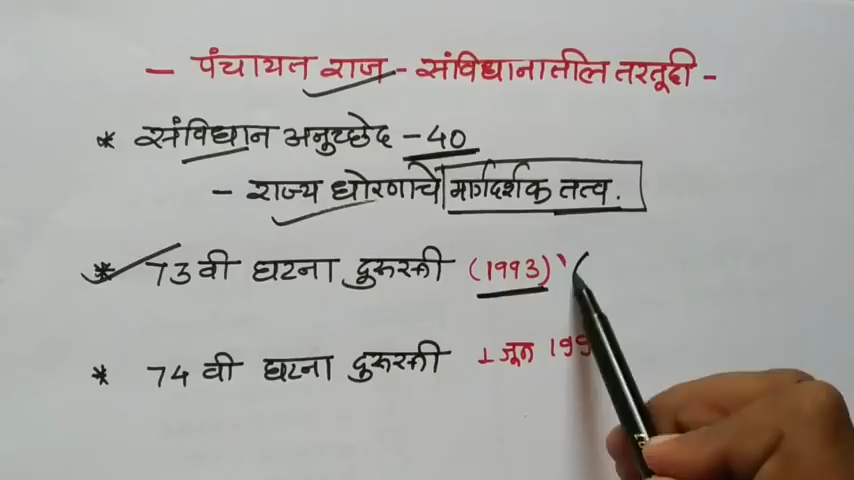 - पंचायत राज - संविधानातील तरतूदी -
* संविधान अनुच्छेद - 40
- राज्य धोरणाचे मार्गदर्शक तत्व.
* 73 वी घटना दुरुस्ती (1993)
* 74 वी घटना दुरुस्ती 1 जून